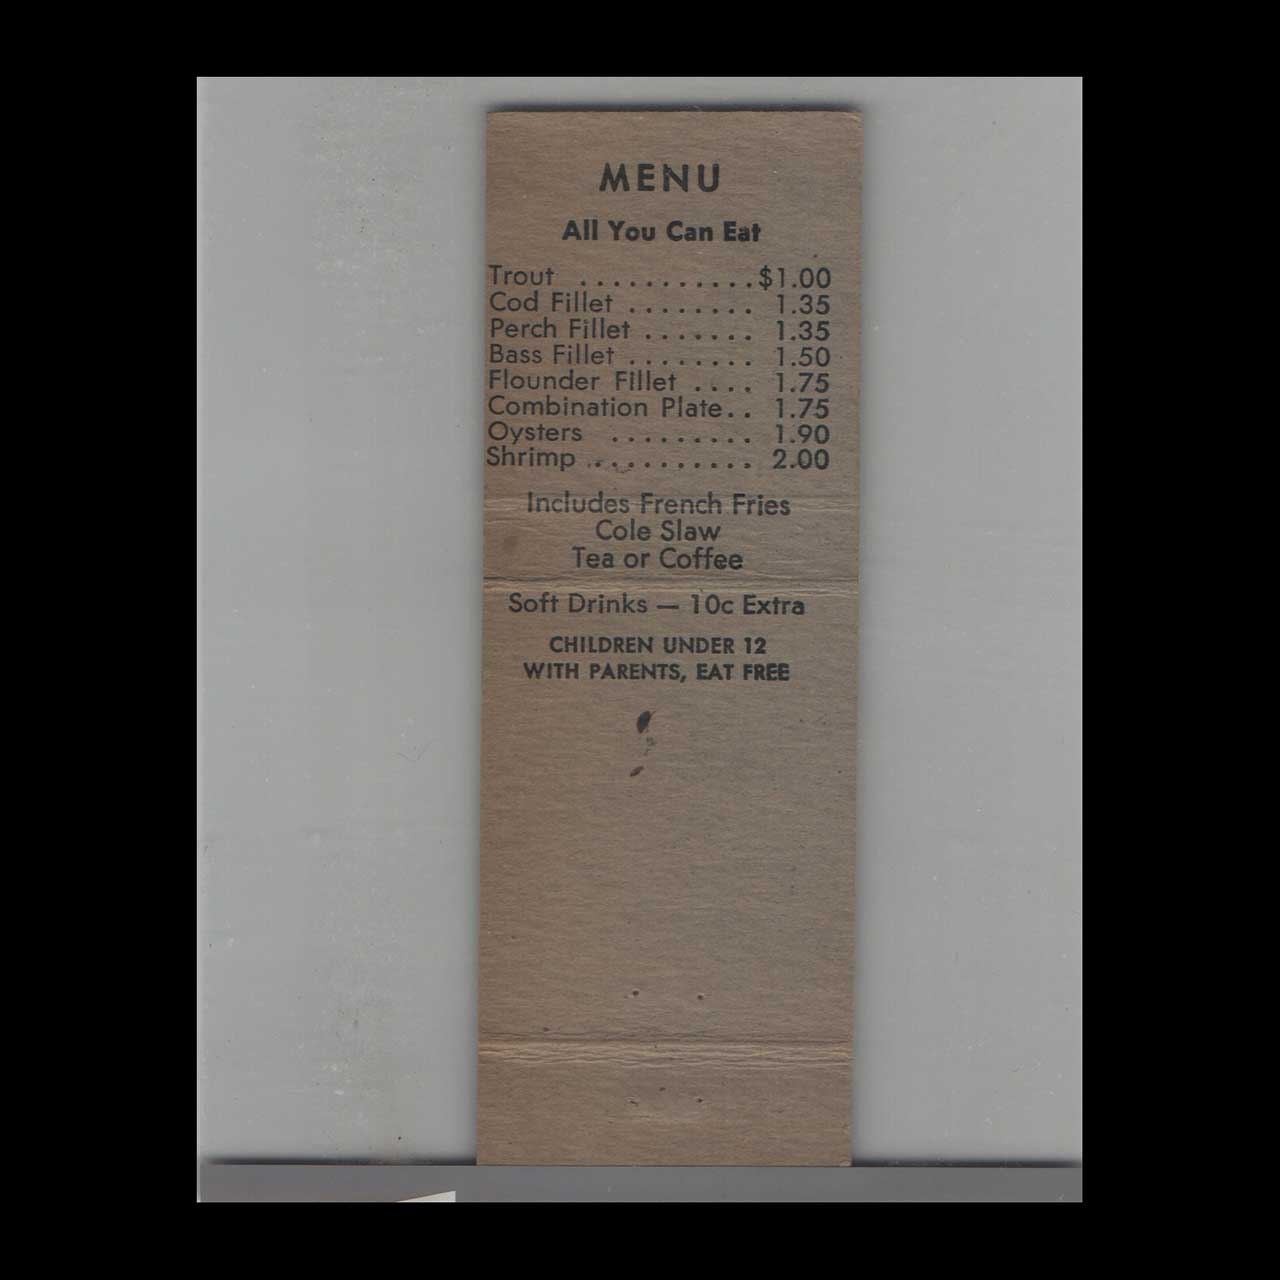 MENU
All You Can Eat
Trout ...........$1.00
Cod Fillet ........ 1.35
Perch Fillet ....... 1.35
Bass Fillet ........ 1.50
Flounder Fillet .... 1.75
Combination Plate.. 1.75
Oysters ......... 1.90
Shrimp ........... 2.00
Includes French Fries
Cole Slaw
Tea or Coffee
Soft Drinks — 10c Extra
CHILDREN UNDER 12
WITH PARENTS, EAT FREE